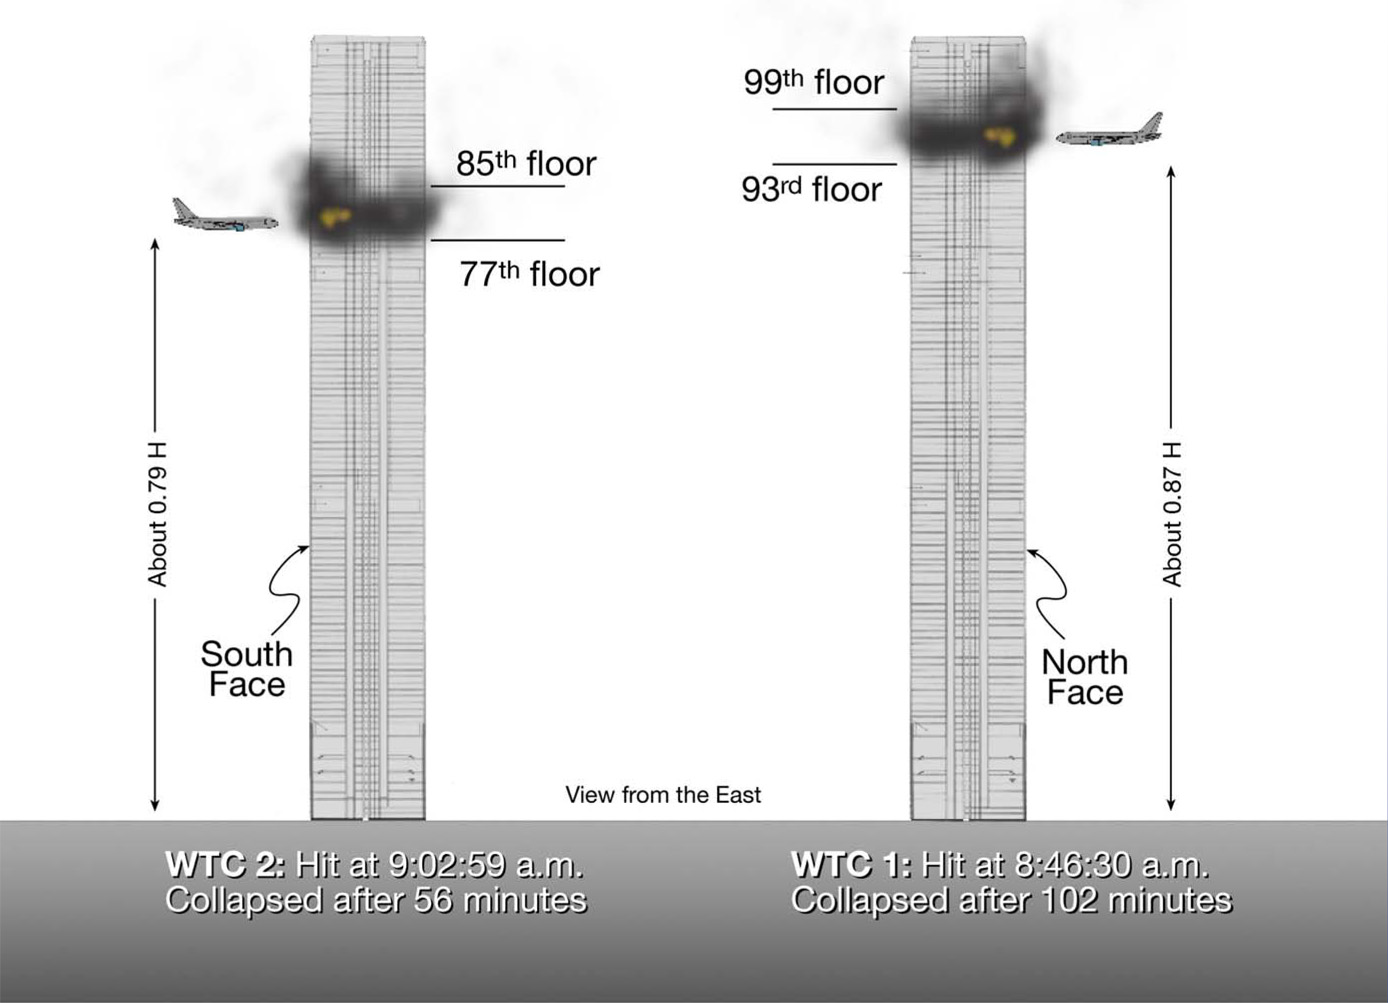 99th floor
85th floor
93rd floor
77th floor
About 0.79 H
About 0.87 H
South
Face
North
Face
View from the East
WTC 2: Hit at 9:02:59 a.m.
Collapsed after 56 minutes
WTC 1: Hit at 8:46:30 a.m.
Collapsed after 102 minutes